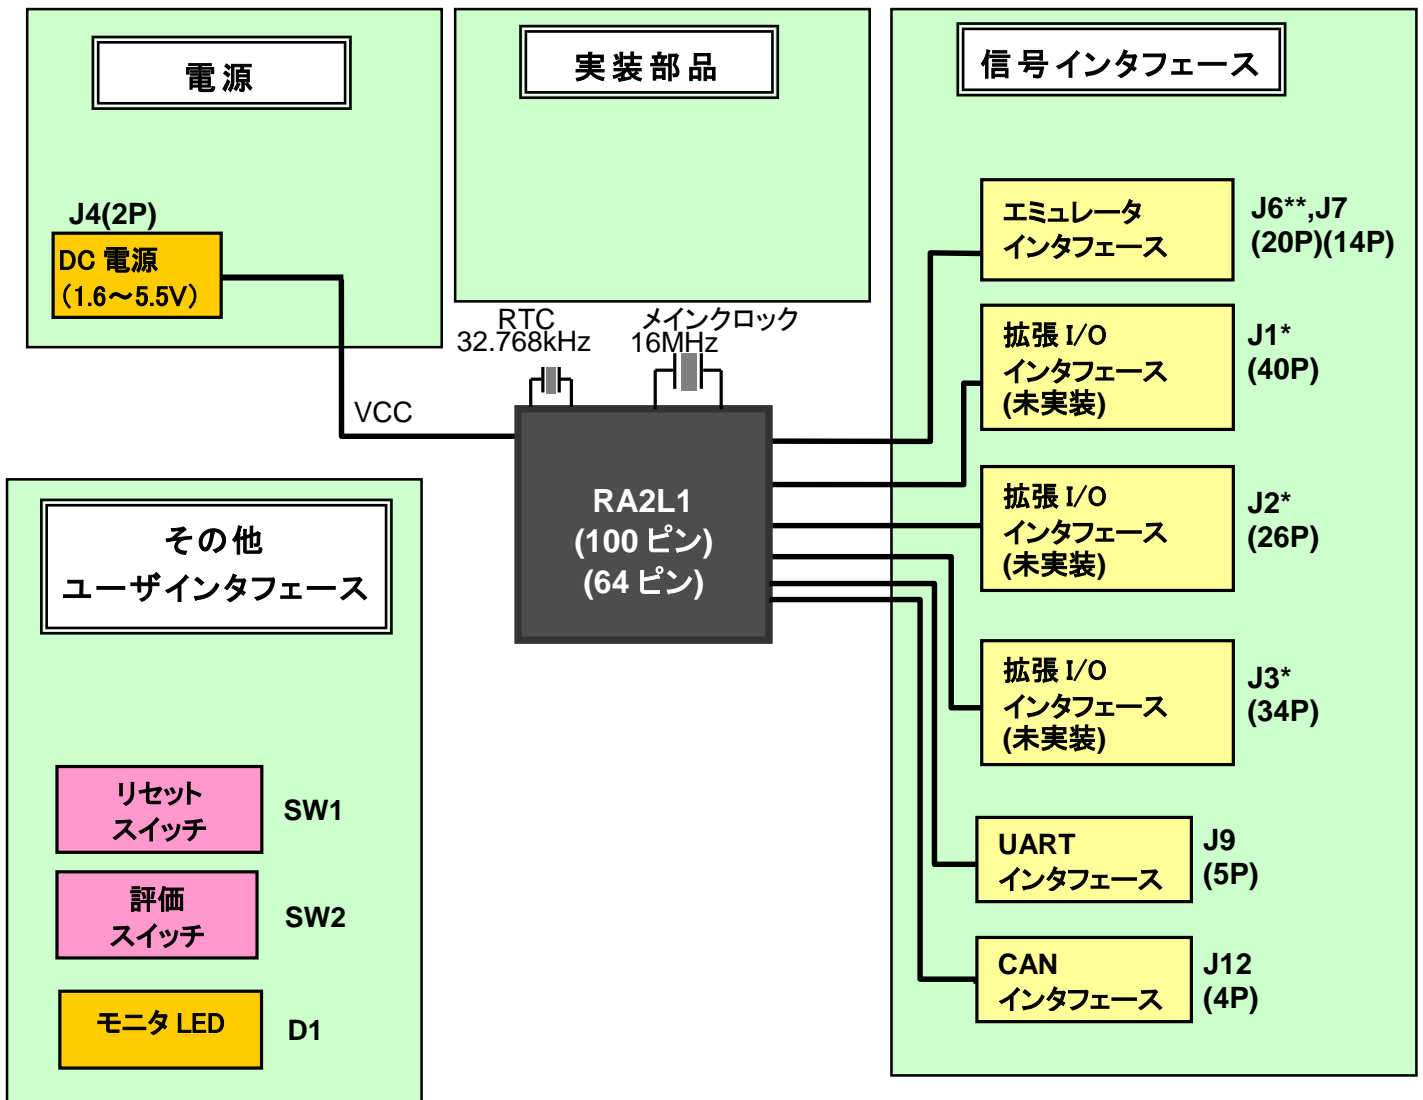 電源
J4(2P)
DC 電源
(1.6～5.5V)
実装部品
RTC
32.768kHz
メインクロック
16MHz
VCC
RA2L1
(100 ピン)
(64 ピン)
信号インタフェース
エミュレータ
インタフェース
J6**,J7
(20P)(14P)
拡張 I/O
インタフェース
(未実装)
J1*
(40P)
拡張 I/O
インタフェース
(未実装)
J2*
(26P)
拡張 I/O
インタフェース
(未実装)
J3*
(34P)
UART
インタフェース
J9
(5P)
CAN
インタフェース
J12
(4P)
その他
ユーザインタフェース
リセット
スイッチ
SW1
評価
スイッチ
SW2
モニタ LED
D1